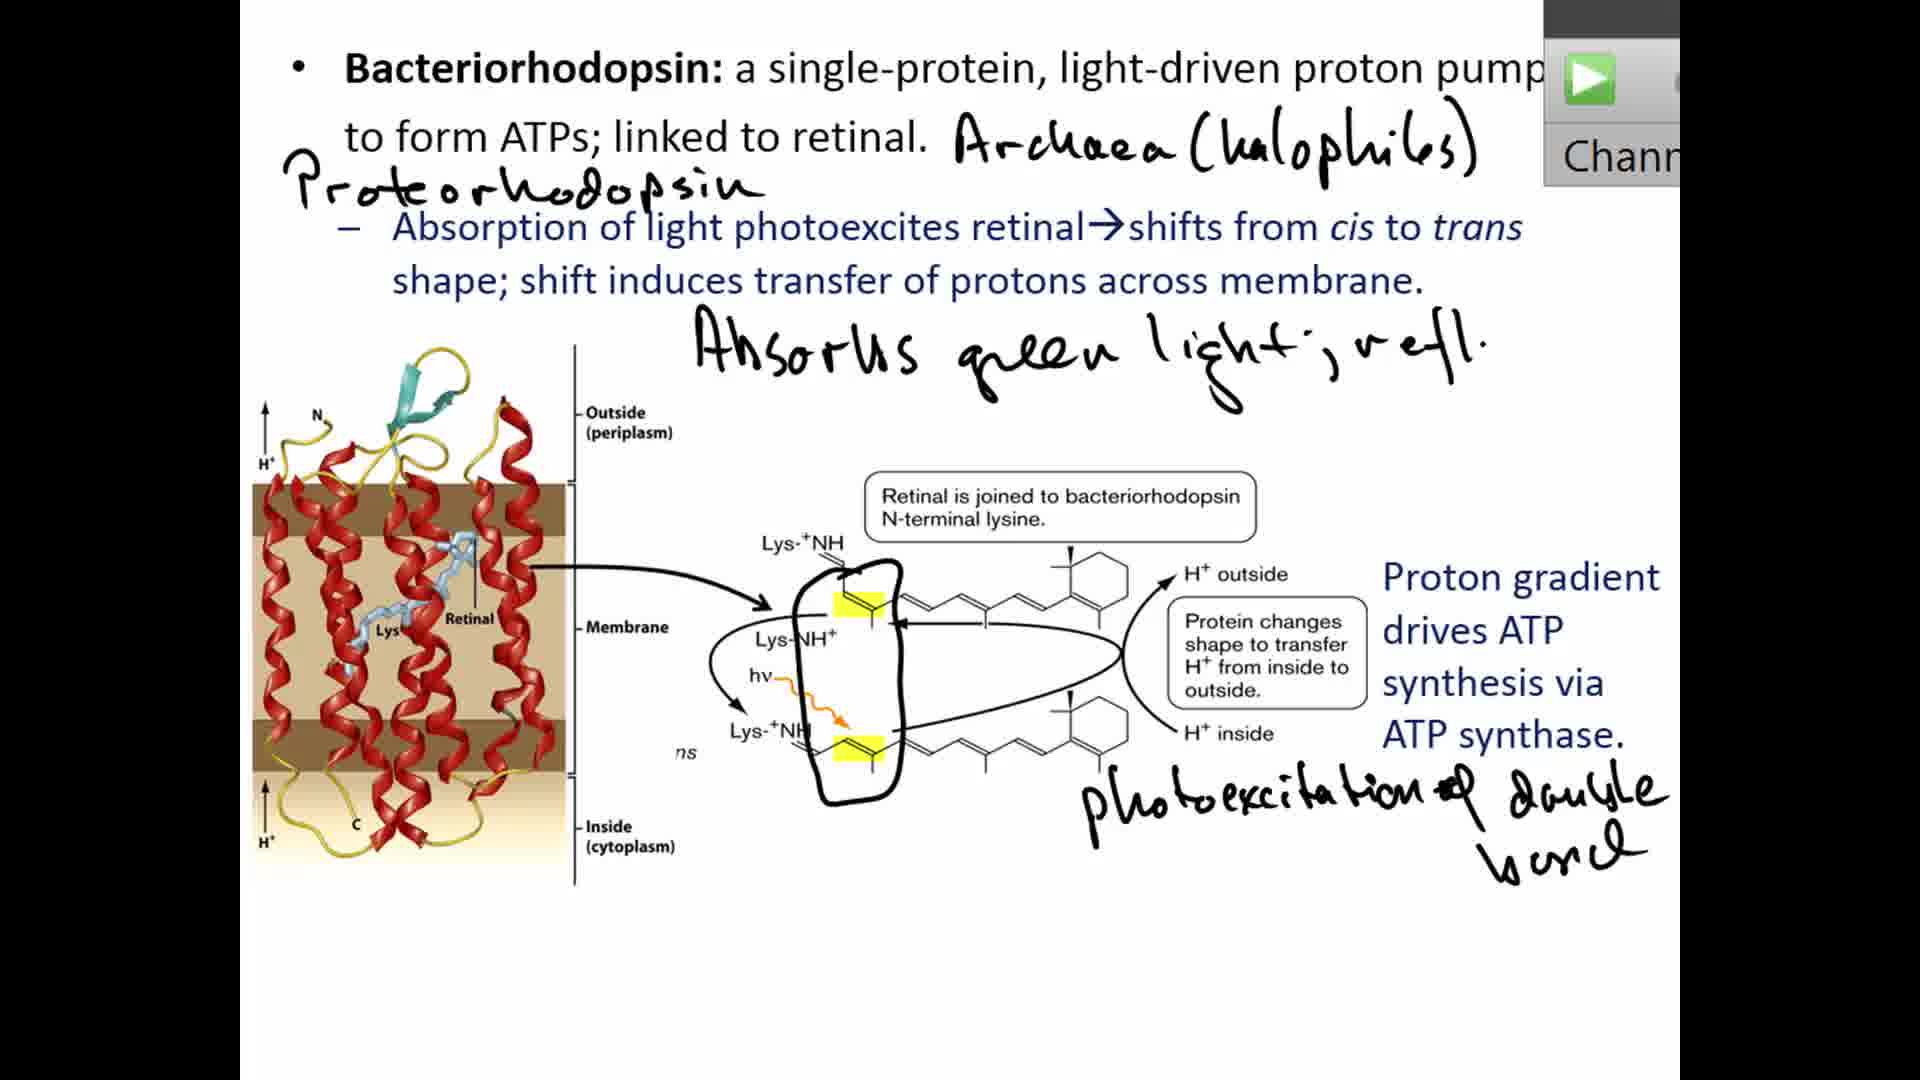 • Bacteriorhodopsin: a single-protein, light-driven proton pump
to form ATPs; linked to retinal. Archaea (halophiles)
Proteorhodopsin
– Absorption of light photoexcites retinal→shifts from cis to trans
shape; shift induces transfer of protons across membrane.
Absorbs green light; refl.
Chann
N
H+
Outside
(periplasm)
Retinal
Lys
Membrane
C
H+
Inside
(cytoplasm)
Retinal is joined to bacteriorhodopsin
N-terminal lysine.
Lys-+NH
Lys-NH+
hν
Lys-+NH
ns
H+ outside
Protein changes
shape to transfer
H+ from inside to
outside.
H+ inside
Proton gradient
drives ATP
synthesis via
ATP synthase.
photoexcitation of double
bond